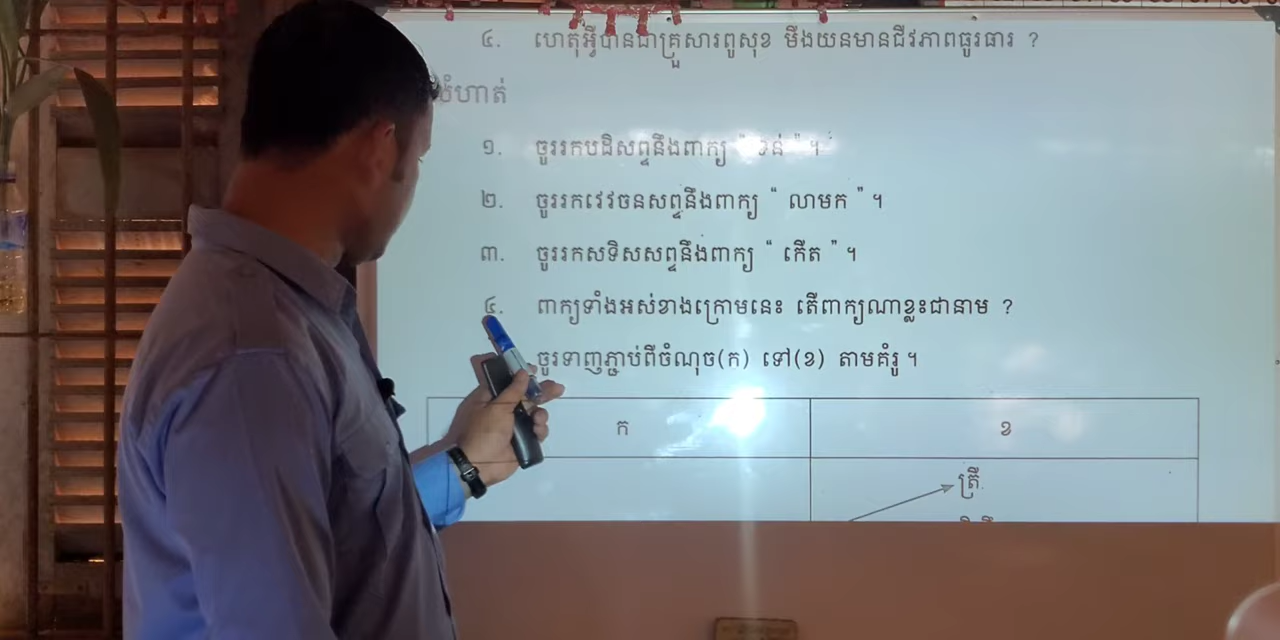 ៤. ហេតុអ្វីបានជាគ្រួសារពូសុខ មីងយនមានជីវភាពធូរធារ ?
លំហាត់
១. ចូររកបដិសព្ទនឹងពាក្យ “ ទន់ ” ។
២. ចូររកវេវចនសព្ទនឹងពាក្យ “ លាមក ” ។
៣. ចូររកសទិសសព្ទនឹងពាក្យ “ កើត ” ។
៤. ពាក្យទាំងអស់ខាងក្រោមនេះ តើពាក្យណាខ្លះជានាម ?
ចូរទាញភ្ជាប់ពីចំណុច(ក) ទៅ(ខ) តាមគំរូ ។
ក ខ
ត្រី